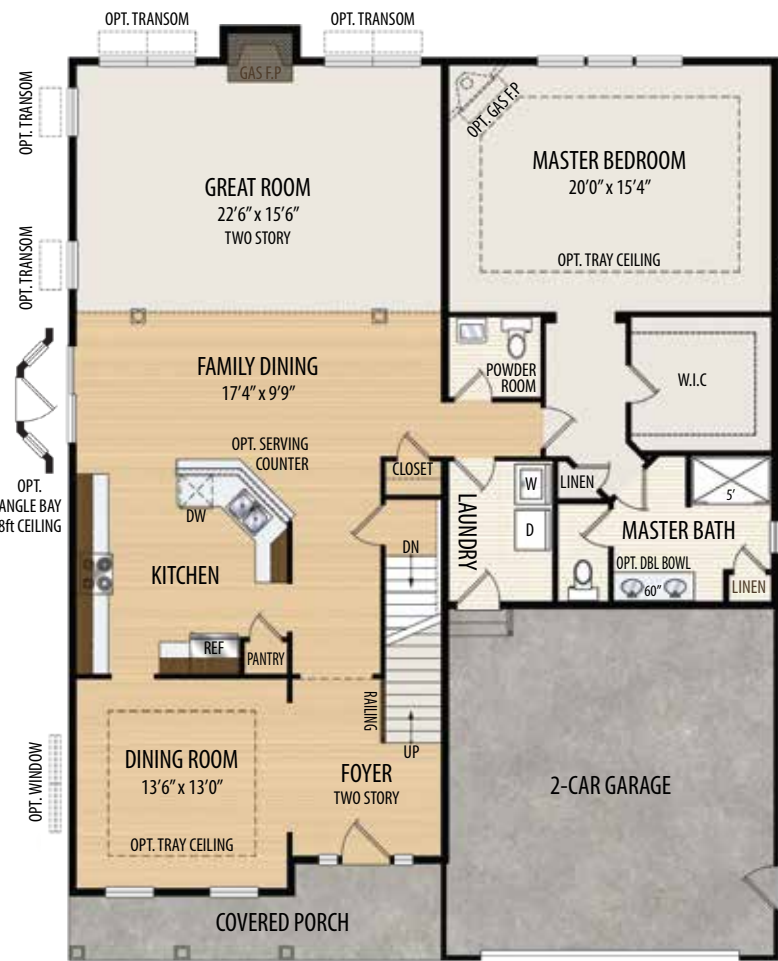 OPT. TRANSOM
OPT. TRANSOM
GAS F.P
OPT. TRANSOM
OPT. GAS F.P
GREAT ROOM
22'6" x 15'6"
TWO STORY
MASTER BEDROOM
20'0" x 15'4"
OPT. TRAY CEILING
OPT. TRANSOM
FAMILY DINING
17'4" x 9'9"
POWDER
ROOM
W.I.C
OPT. SERVING
COUNTER
CLOSET
OPT.
ANGLE BAY
8ft CEILING
DW
LAUNDRY
W
D
LINEN
5'
MASTER BATH
OPT. DBL BOWL
60"
LINEN
KITCHEN
DN
REF
PANTRY
RAILING
UP
OPT. WINDOW
DINING ROOM
13'6" x 13'0"
OPT. TRAY CEILING
FOYER
TWO STORY
2-CAR GARAGE
COVERED PORCH